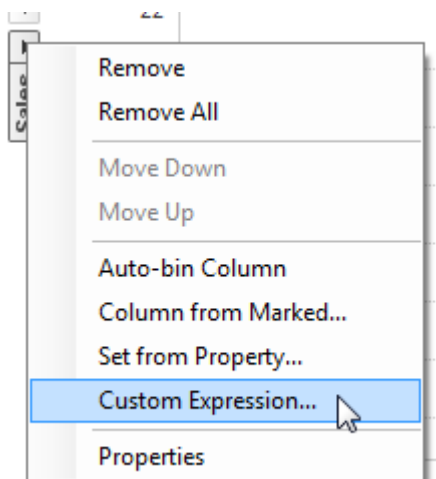 22
Sales
Remove
Remove All
Move Down
Move Up
Auto-bin Column
Column from Marked...
Set from Property...
Custom Expression...
Properties